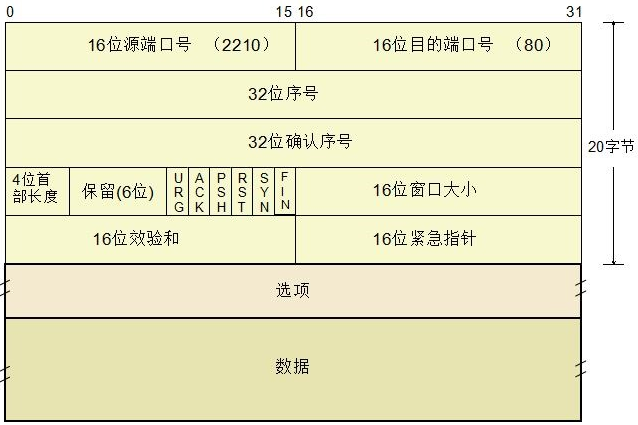 0 15 16 31
16位源端口号 （2210） 16位目的端口号 （80）
32位序号
32位确认序号
20字节
4位首部长度 保留(6位) URG ACK PSH RST SYN FIN 16位窗口大小
16位效验和 16位紧急指针
选项
数据